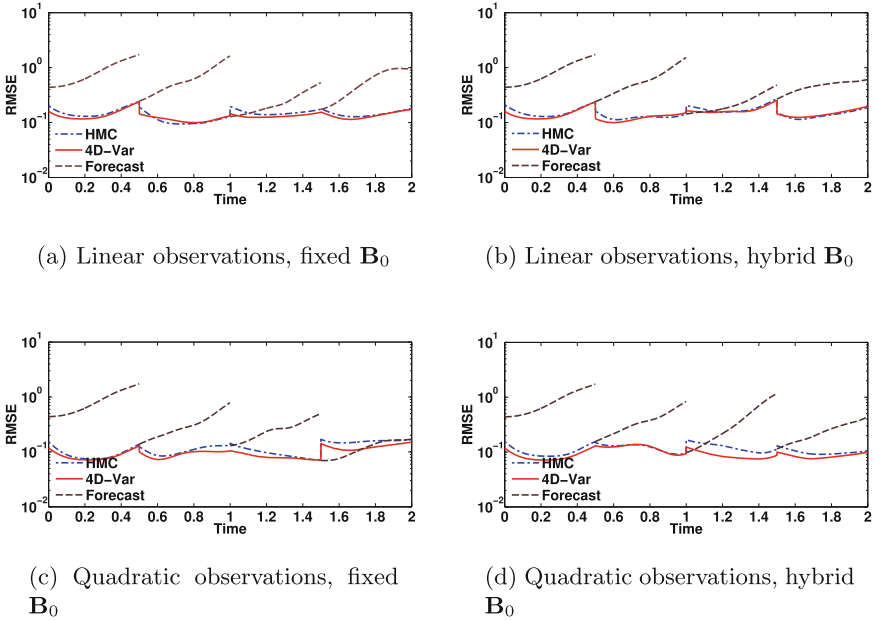 10^1
10^0
10^-1
10^-2
RMSE
HMC
4D-Var
Forecast
0 0.2 0.4 0.6 0.8 1 1.2 1.4 1.6 1.8 2
Time
(a) Linear observations, fixed B_0
10^1
10^0
10^-1
10^-2
RMSE
HMC
4D-Var
Forecast
0 0.2 0.4 0.6 0.8 1 1.2 1.4 1.6 1.8 2
Time
(b) Linear observations, hybrid B_0
10^1
10^0
10^-1
10^-2
RMSE
HMC
4D-Var
Forecast
0 0.2 0.4 0.6 0.8 1 1.2 1.4 1.6 1.8 2
Time
(c) Quadratic observations, fixed
B_0
10^1
10^0
10^-1
10^-2
RMSE
HMC
4D-Var
Forecast
0 0.2 0.4 0.6 0.8 1 1.2 1.4 1.6 1.8 2
Time
(d) Quadratic observations, hybrid
B_0